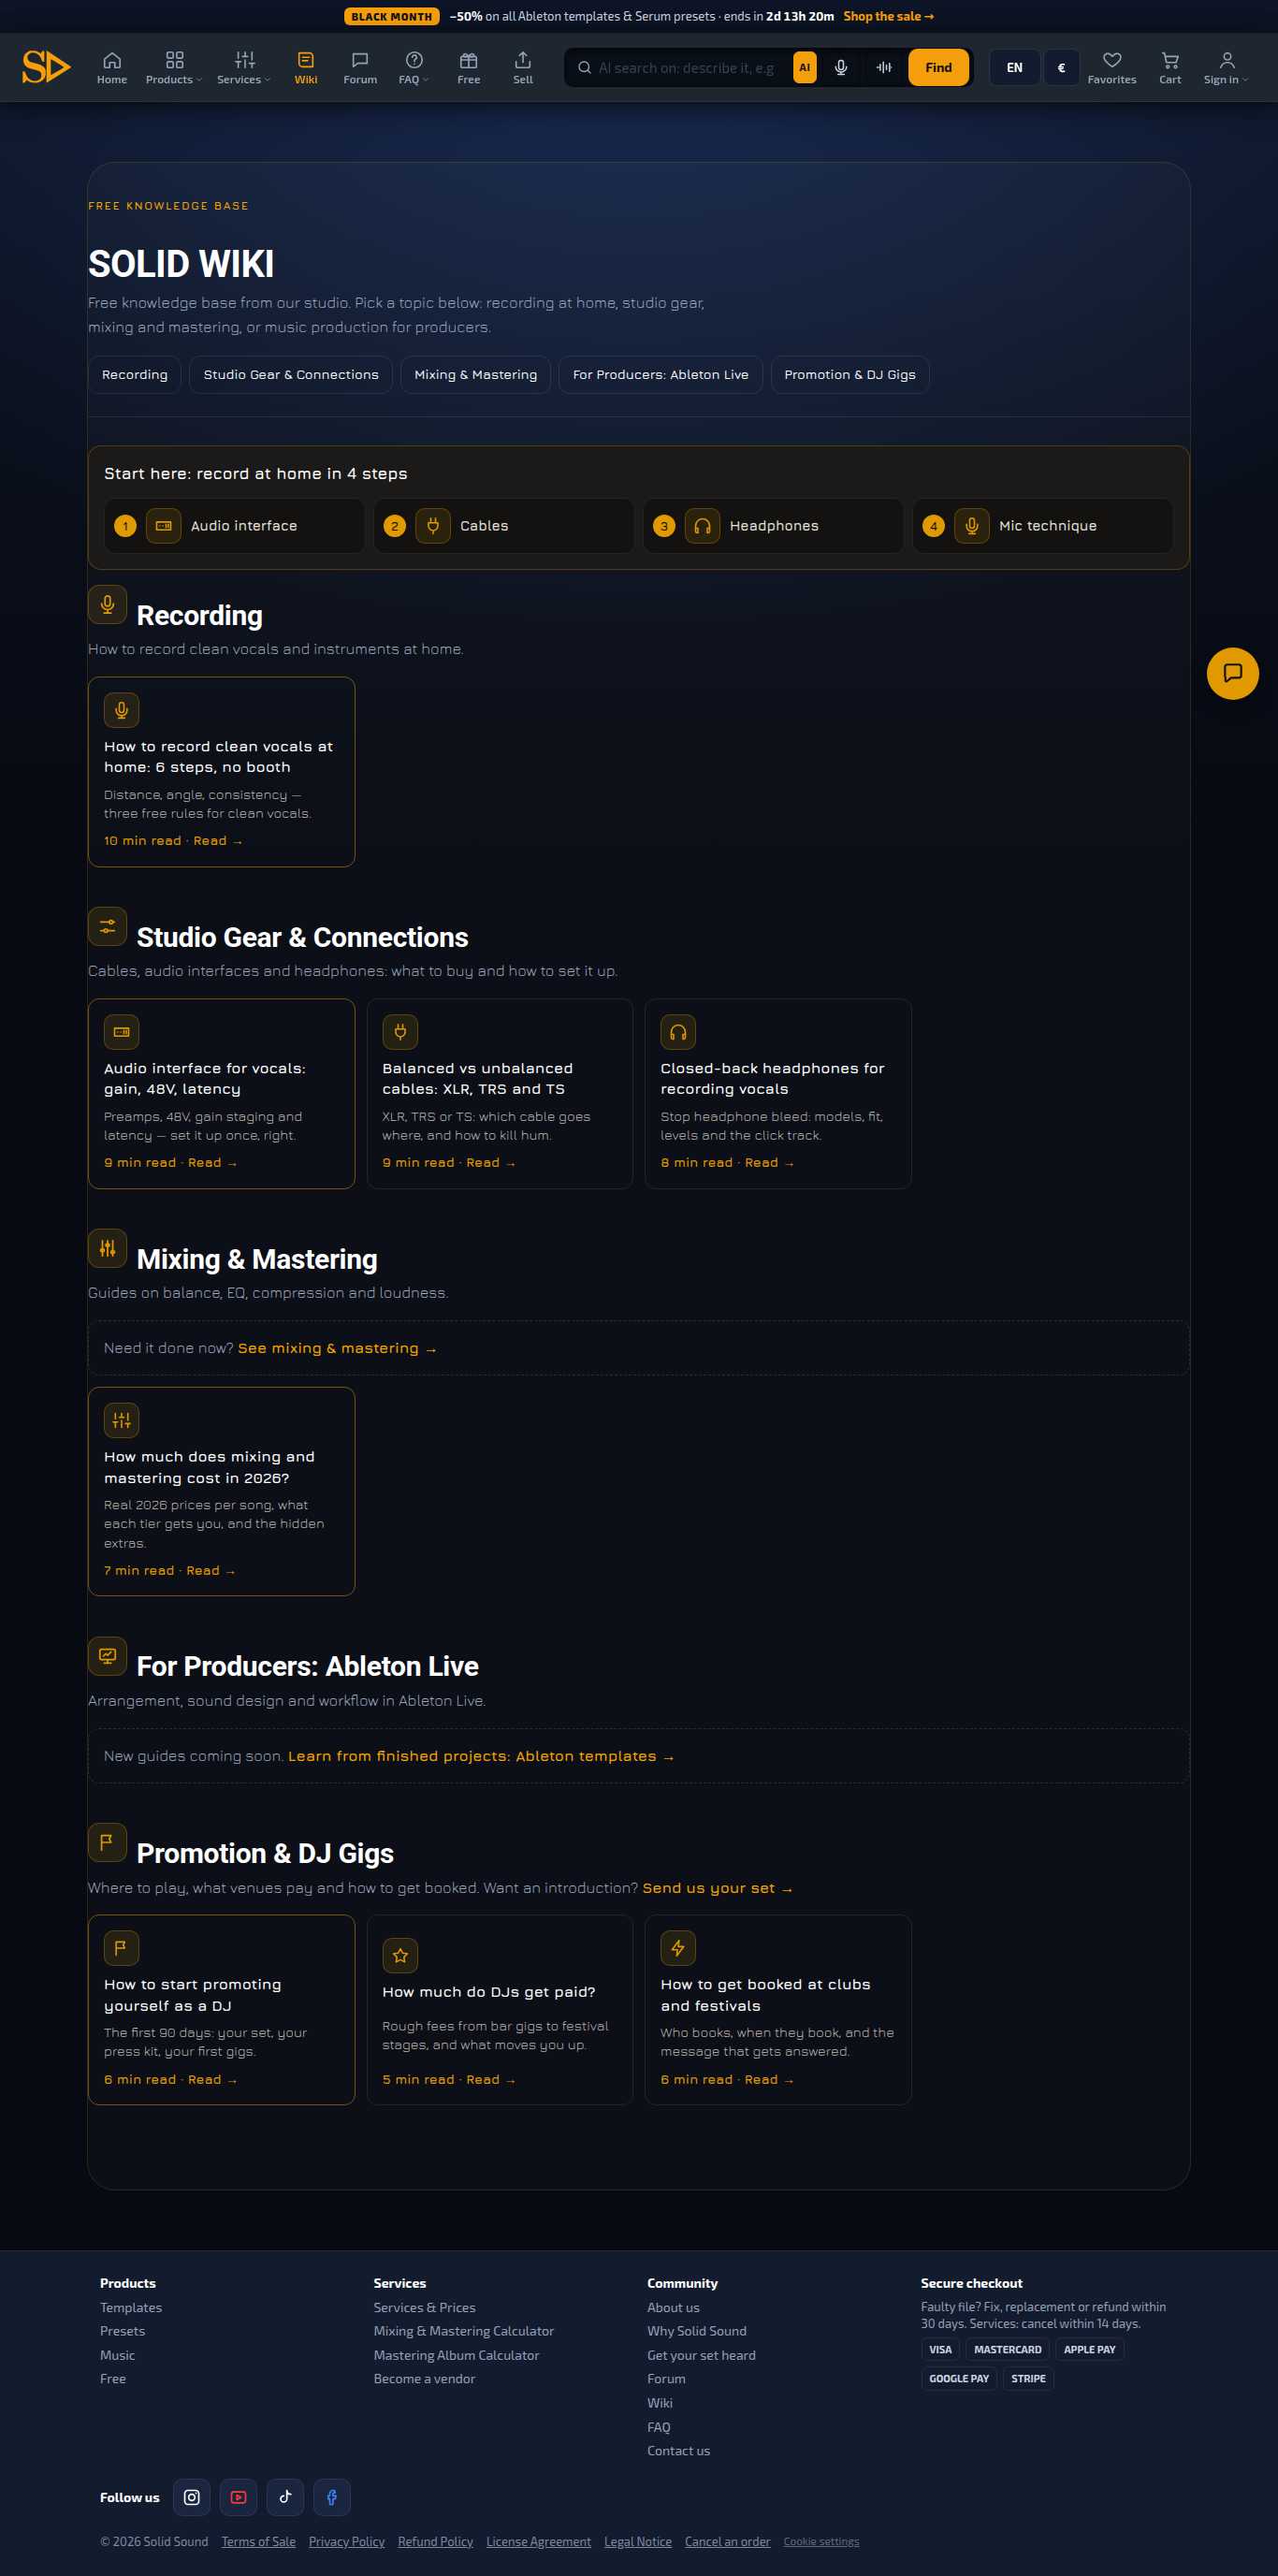 BLACK MONTH −50% on all Ableton templates & Serum presets · ends in 2d 13h 20m Shop the sale →
Home Products Services Wiki Forum FAQ Free Sell AI search on: describe it, e.g AI Find EN € Favorites Cart Sign in
FREE KNOWLEDGE BASE
SOLID WIKI
Free knowledge base from our studio. Pick a topic below: recording at home, studio gear,
mixing and mastering, or music production for producers.
Recording Studio Gear & Connections Mixing & Mastering For Producers: Ableton Live Promotion & DJ Gigs
Start here: record at home in 4 steps
1 Audio interface 2 Cables 3 Headphones 4 Mic technique
Recording
How to record clean vocals and instruments at home.
How to record clean vocals at
home: 6 steps, no booth
Distance, angle, consistency —
three free rules for clean vocals.
10 min read · Read →
Studio Gear & Connections
Cables, audio interfaces and headphones: what to buy and how to set it up.
Audio interface for vocals:
gain, 48V, latency
Preamps, 48V, gain staging and
latency — set it up once, right.
9 min read · Read →
Balanced vs unbalanced
cables: XLR, TRS and TS
XLR, TRS or TS: which cable goes
where, and how to kill hum.
9 min read · Read →
Closed-back headphones for
recording vocals
Stop headphone bleed: models, fit,
levels and the click track.
8 min read · Read →
Mixing & Mastering
Guides on balance, EQ, compression and loudness.
Need it done now? See mixing & mastering →
How much does mixing and
mastering cost in 2026?
Real 2026 prices per song, what
each tier gets you, and the hidden
extras.
7 min read · Read →
For Producers: Ableton Live
Arrangement, sound design and workflow in Ableton Live.
New guides coming soon. Learn from finished projects: Ableton templates →
Promotion & DJ Gigs
Where to play, what venues pay and how to get booked. Want an introduction? Send us your set →
How to start promoting
yourself as a DJ
The first 90 days: your set, your
press kit, your first gigs.
6 min read · Read →
How much do DJs get paid?
Rough fees from bar gigs to festival
stages, and what moves you up.
5 min read · Read →
How to get booked at clubs
and festivals
Who books, when they book, and the
message that gets answered.
6 min read · Read →
Products
Templates
Presets
Music
Free
Services
Services & Prices
Mixing & Mastering Calculator
Mastering Album Calculator
Become a vendor
Community
About us
Why Solid Sound
Get your set heard
Forum
Wiki
FAQ
Contact us
Secure checkout
Faulty file? Fix, replacement or refund within
30 days. Services: cancel within 14 days.
VISA MASTERCARD APPLE PAY
GOOGLE PAY STRIPE
Follow us
© 2026 Solid Sound Terms of Sale Privacy Policy Refund Policy License Agreement Legal Notice Cancel an order Cookie settings